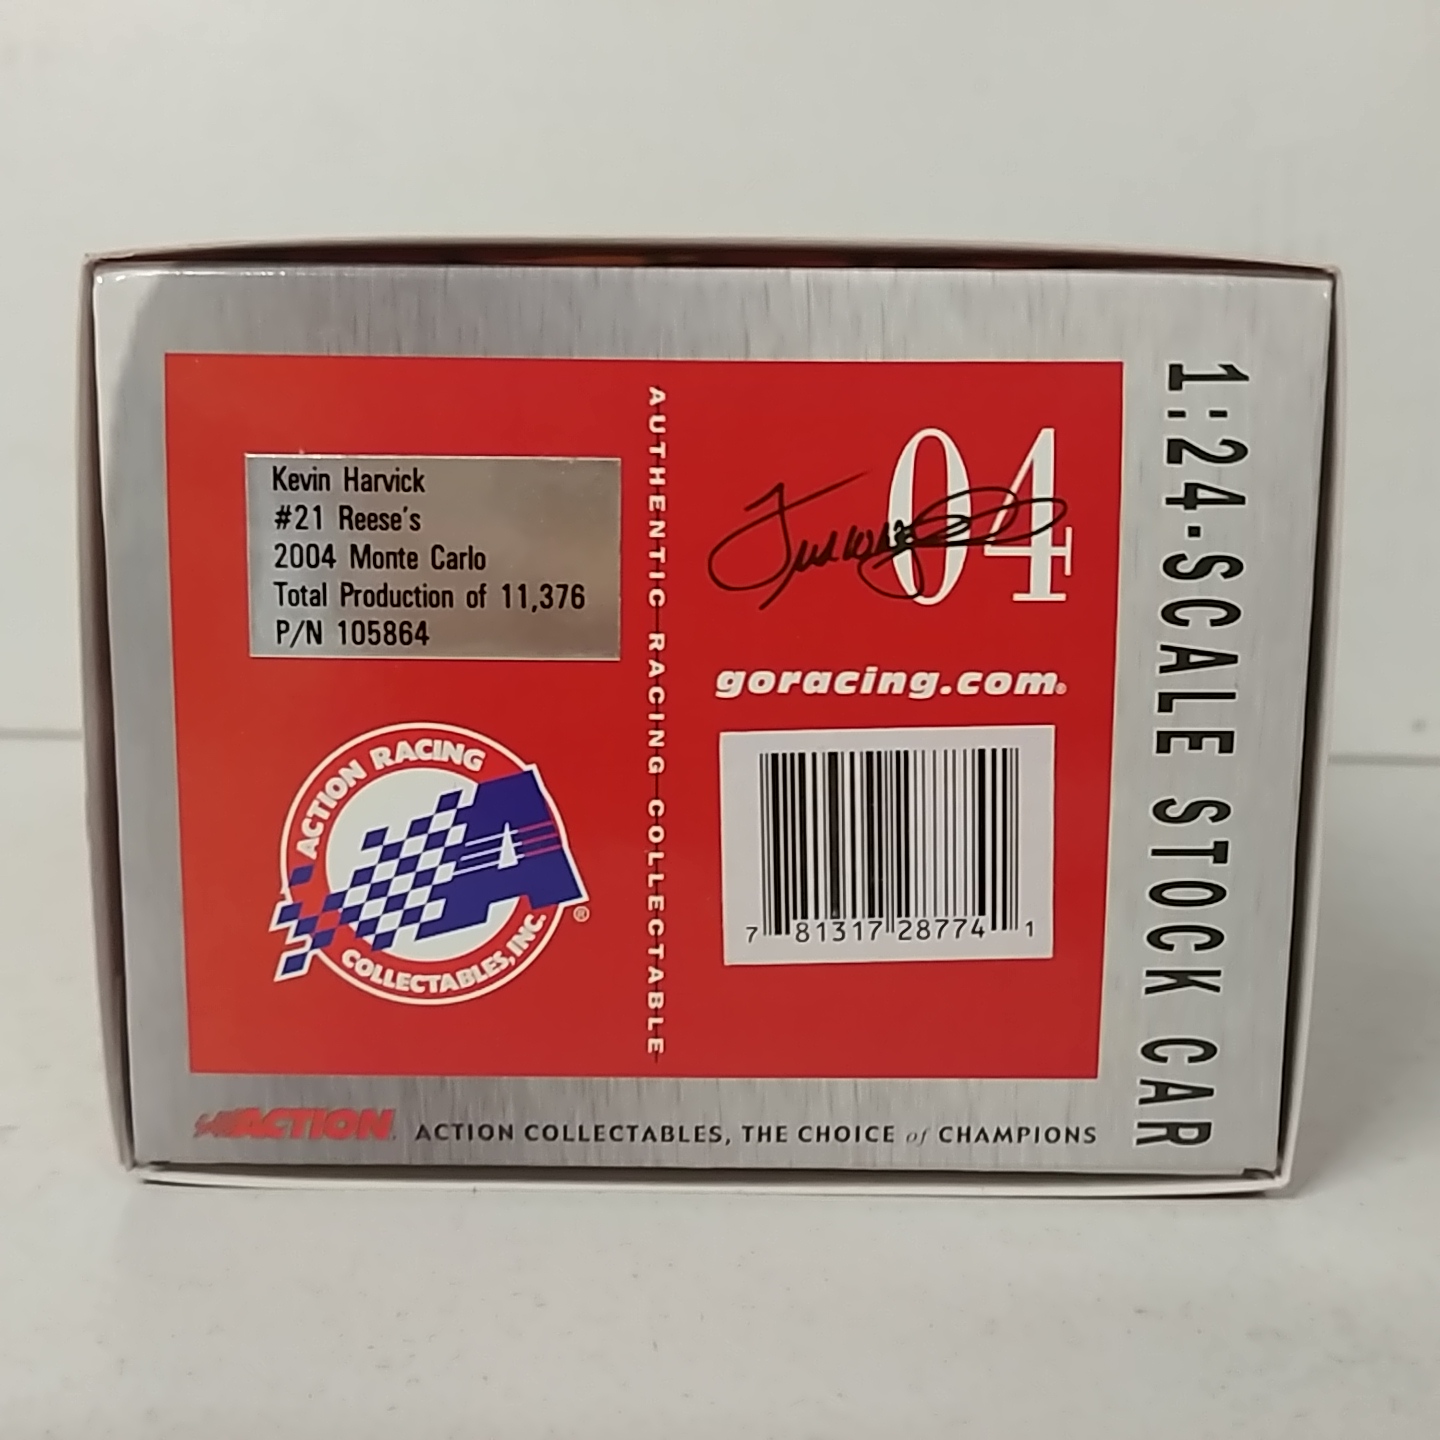 Kevin Harvick
#21 Reese's
2004 Monte Carlo
Total Production of 11,376
P/N 105864
ACTION RACING
COLLECTABLES, INC.
®
AUTHENTIC RACING COLLECTABLE
04
goracing.com®
7 81317 28774 1
1:24-SCALE STOCK CAR
ACTION
ACTION COLLECTABLES, THE CHOICE of CHAMPIONS